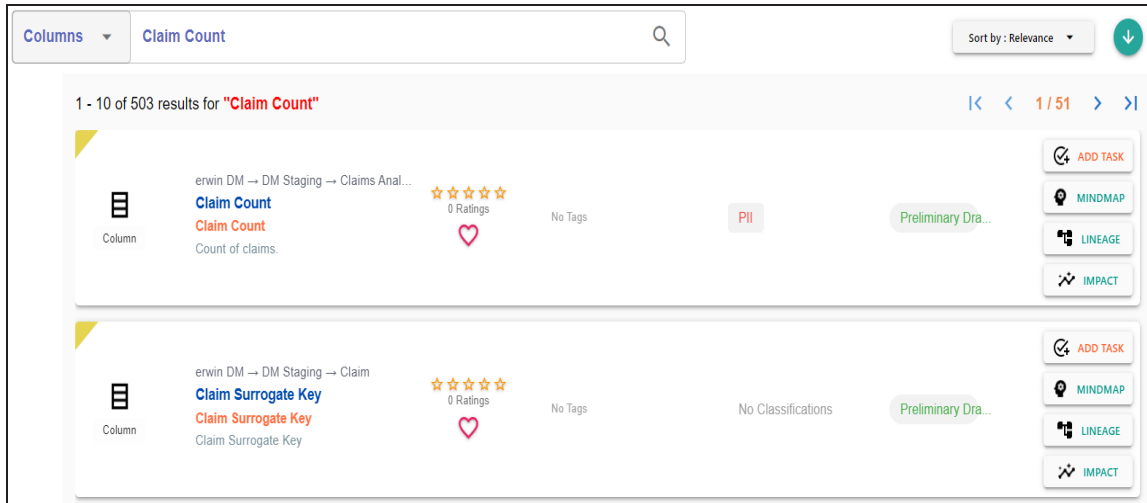 Columns Claim Count Sort by : Relevance
1 - 10 of 503 results for "Claim Count" 1 / 51
ADD TASK
erwin DM → DM Staging → Claims Anal...
Claim Count
Claim Count
Count of claims.
Column
0 Ratings
No Tags
PII
Preliminary Dra...
MINDMAP
LINEAGE
IMPACT
ADD TASK
erwin DM → DM Staging → Claim
Claim Surrogate Key
Claim Surrogate Key
Claim Surrogate Key
Column
0 Ratings
No Tags
No Classifications
Preliminary Dra...
MINDMAP
LINEAGE
IMPACT